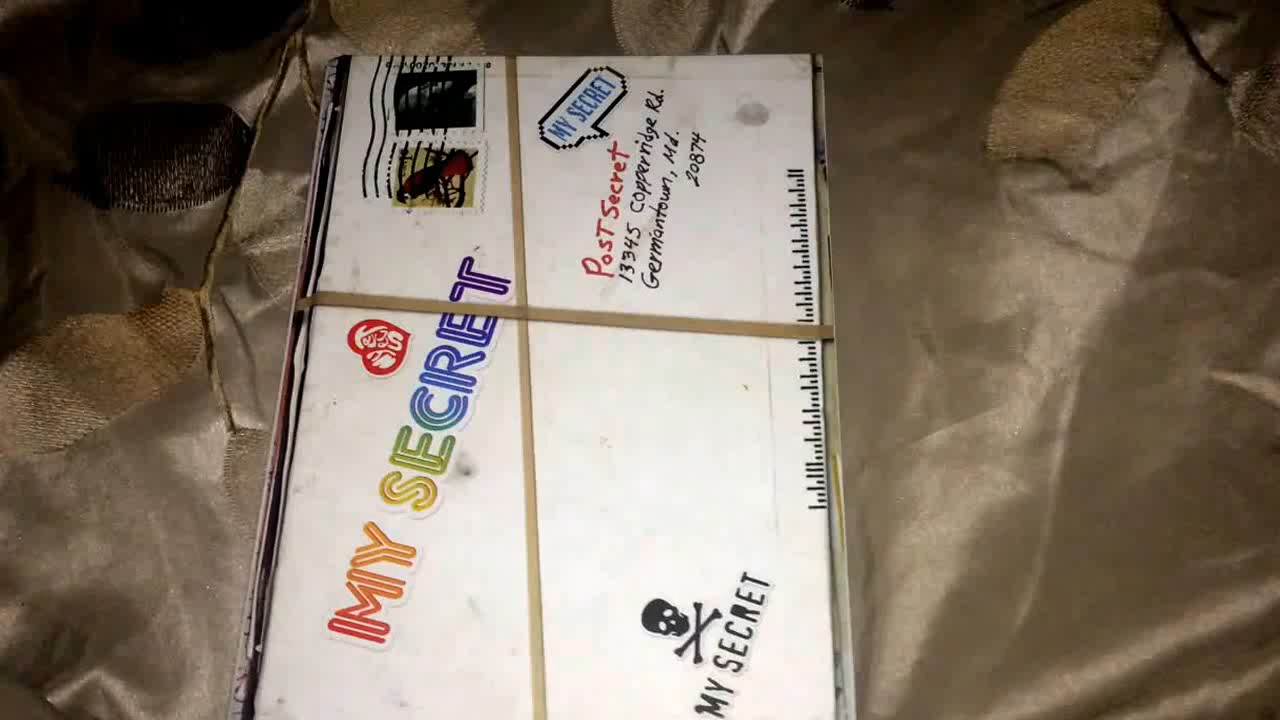 MY SECRET
PostSecret
13345 Copperridge Rd.
Germantown, Md.
20874
MY SECRET
MY SECRET